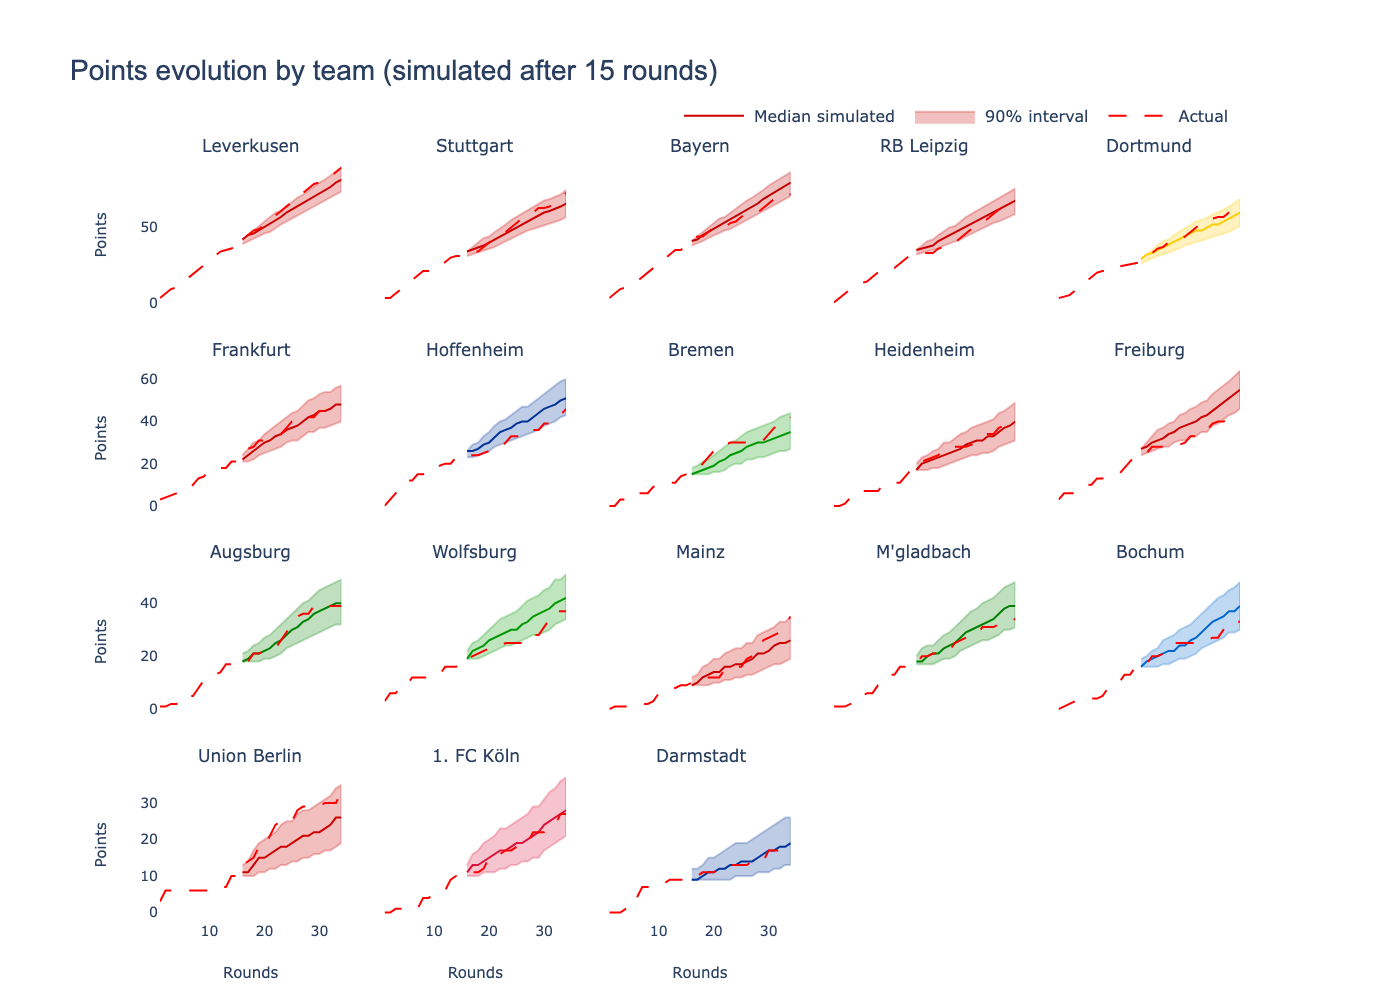 Points evolution by team (simulated after 15 rounds)
Median simulated 90% interval Actual
Leverkusen Stuttgart Bayern RB Leipzig Dortmund
Points
50
0
Frankfurt Hoffenheim Bremen Heidenheim Freiburg
Points
60
40
20
0
Augsburg Wolfsburg Mainz M'gladbach Bochum
Points
40
20
0
Union Berlin 1. FC Köln Darmstadt
Points
30
20
10
0
10 20 30 10 20 30 10 20 30
Rounds Rounds Rounds